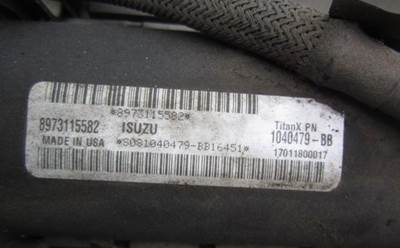 *8973115582*
8973115582 ISUZU TitanX PN
1040479-BB
MADE IN USA *S081040479-BB16451* 17011800017